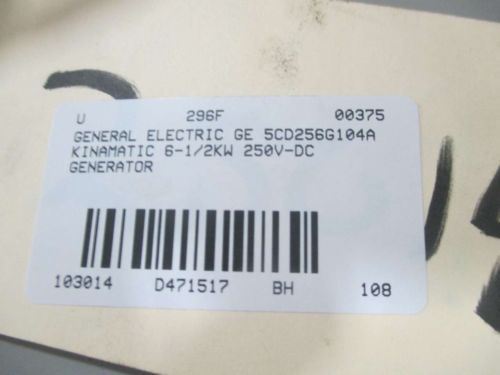 U 296F 00375
GENERAL ELECTRIC GE 5CD256G104A
KINAMATIC 6-1/2KW 250V-DC
GENERATOR
103014 D471517 BH 108